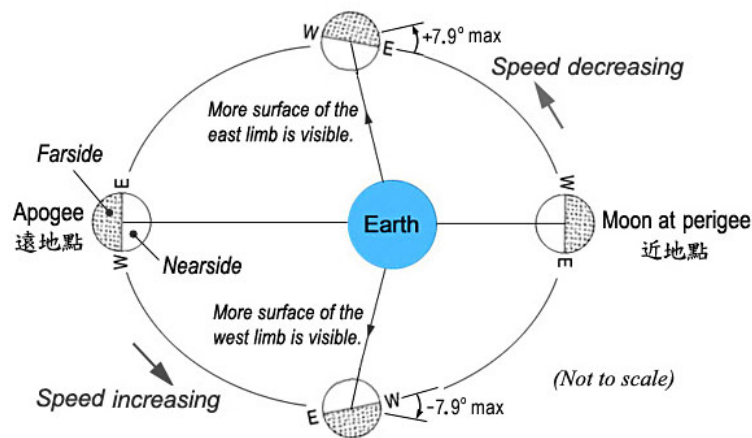 W
E
+7.9° max
Speed decreasing
More surface of the
east limb is visible.
Farside
E
W
Apogee
遠地點
W
Nearside
Earth
Moon at perigee
近地點
E
More surface of the
west limb is visible.
Speed increasing
E
W
-7.9° max
(Not to scale)